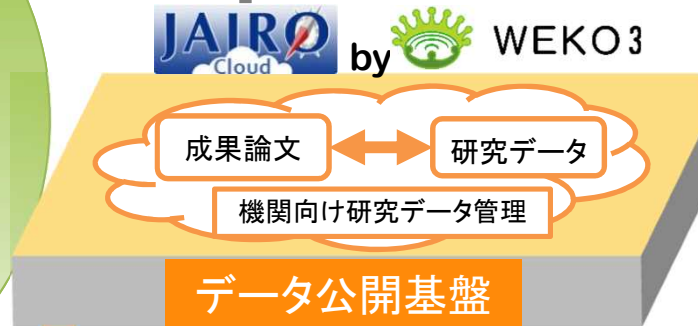 JAIRO
Cloud
by
WEKO3
成果論文
研究データ
機関向け研究データ管理
データ公開基盤